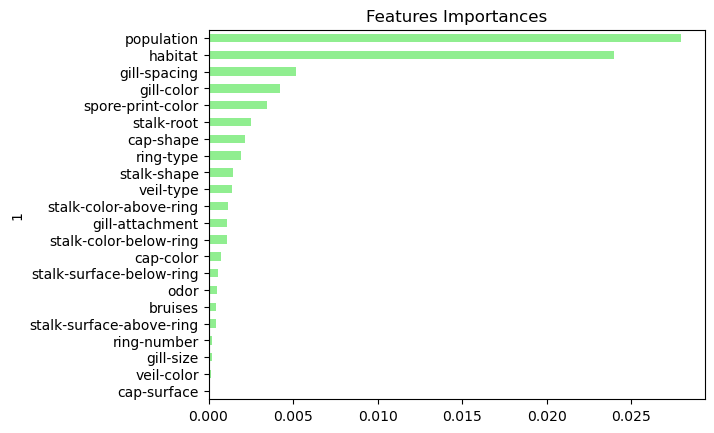 Features Importances
population
habitat
gill-spacing
gill-color
spore-print-color
stalk-root
cap-shape
ring-type
stalk-shape
veil-type
stalk-color-above-ring
gill-attachment
stalk-color-below-ring
cap-color
stalk-surface-below-ring
odor
bruises
stalk-surface-above-ring
ring-number
gill-size
veil-color
cap-surface
1
0.000 0.005 0.010 0.015 0.020 0.025